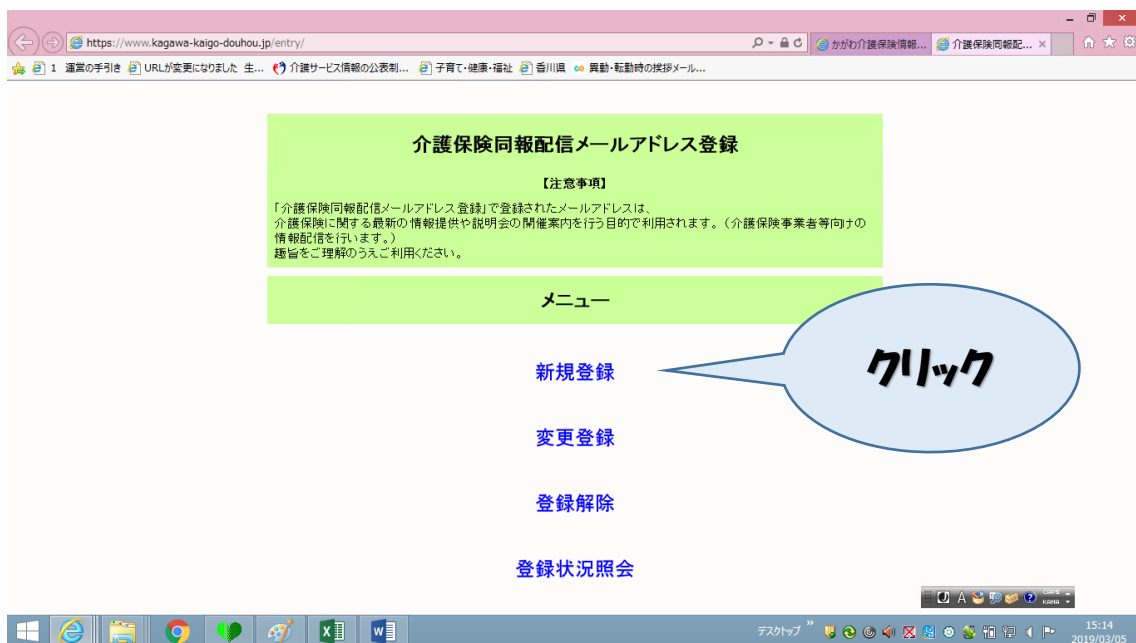 https://www.kagawa-kaigo-douhou.jp/entry/
かがわ介護保険情報...
介護保険同報配... ×
1 運営の手引き
URLが変更になりました 生...
介護サービス情報の公表制...
子育て・健康・福祉
香川県
異動・転勤時の挨拶メール...
介護保険同報配信メールアドレス登録
【注意事項】
「介護保険同報配信メールアドレス登録」で登録されたメールアドレスは、
介護保険に関する最新の情報提供や説明会の開催案内を行う目的で利用されます。（介護保険事業者等向けの
情報配信を行います。）
趣旨をご理解のうえご利用ください。
メニュー
新規登録
クリック
変更登録
登録解除
登録状況照会
A
CAPS
KANA
デスクトップ
15:14
2019/03/05